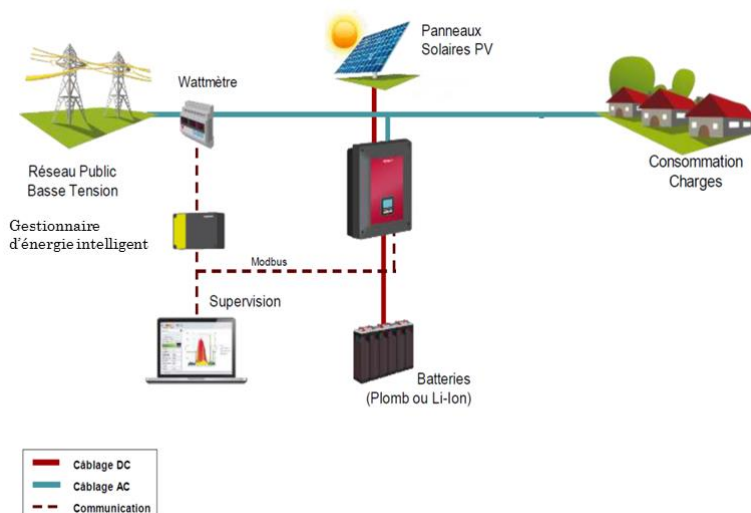 Panneaux
Solaires PV
Wattmètre
Réseau Public
Basse Tension
Consommation
Charges
Gestionnaire
d'énergie intelligent
Modbus
Supervision
Batteries
(Plomb ou Li-Ion)
Câblage DC
Câblage AC
Communication